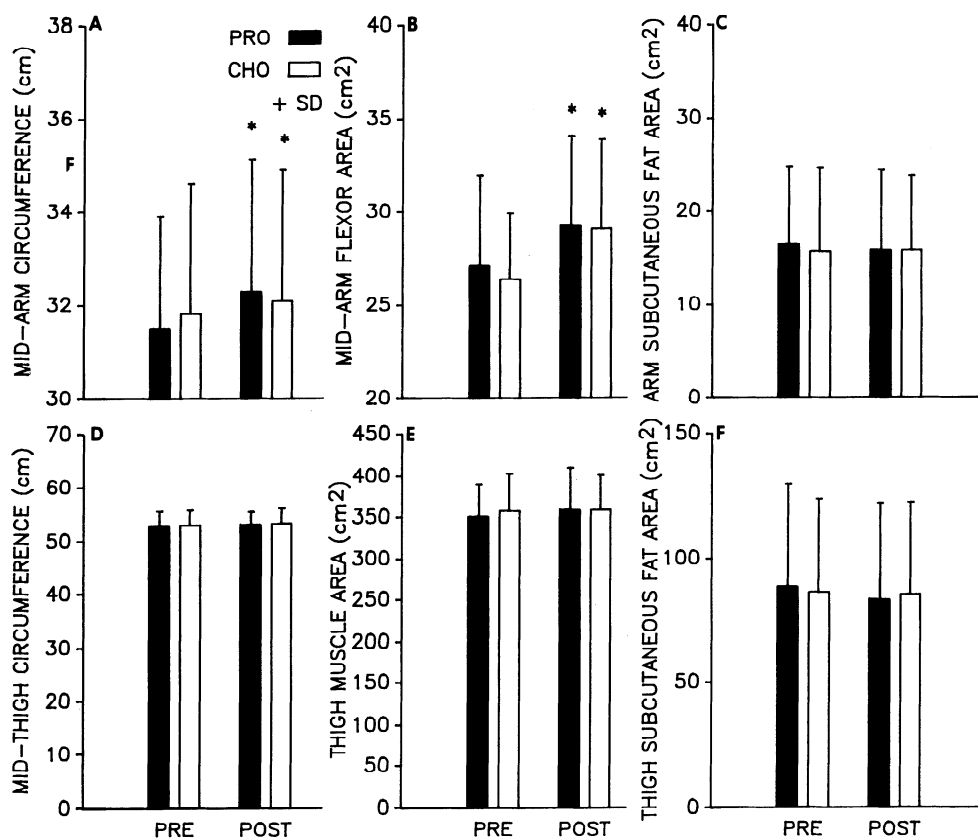 A
MID-ARM CIRCUMFERENCE (cm)
38
36
34
32
30
F
PRO
CHO
+ SD
*
*
B
MID-ARM FLEXOR AREA (cm2)
40
35
30
25
20
*
*
C
ARM SUBCUTANEOUS FAT AREA (cm2)
40
30
20
10
0
D
MID-THIGH CIRCUMFERENCE (cm)
70
60
50
40
30
20
10
0
PRE
POST
E
THIGH MUSCLE AREA (cm2)
450
400
350
300
250
200
150
100
50
0
PRE
POST
F
THIGH SUBCUTANEOUS FAT AREA (cm2)
150
100
50
0
PRE
POST